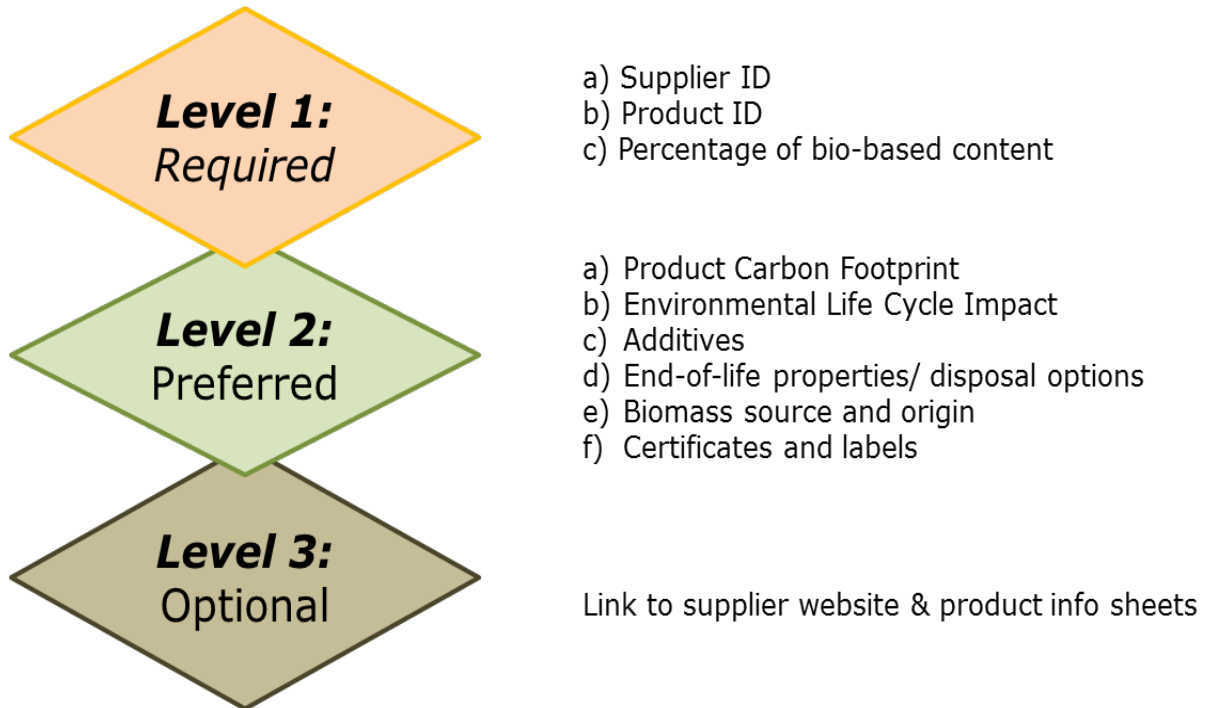 Level 1:
Required
a) Supplier ID
b) Product ID
c) Percentage of bio-based content
Level 2:
Preferred
a) Product Carbon Footprint
b) Environmental Life Cycle Impact
c) Additives
d) End-of-life properties/ disposal options
e) Biomass source and origin
f) Certificates and labels
Level 3:
Optional
Link to supplier website & product info sheets